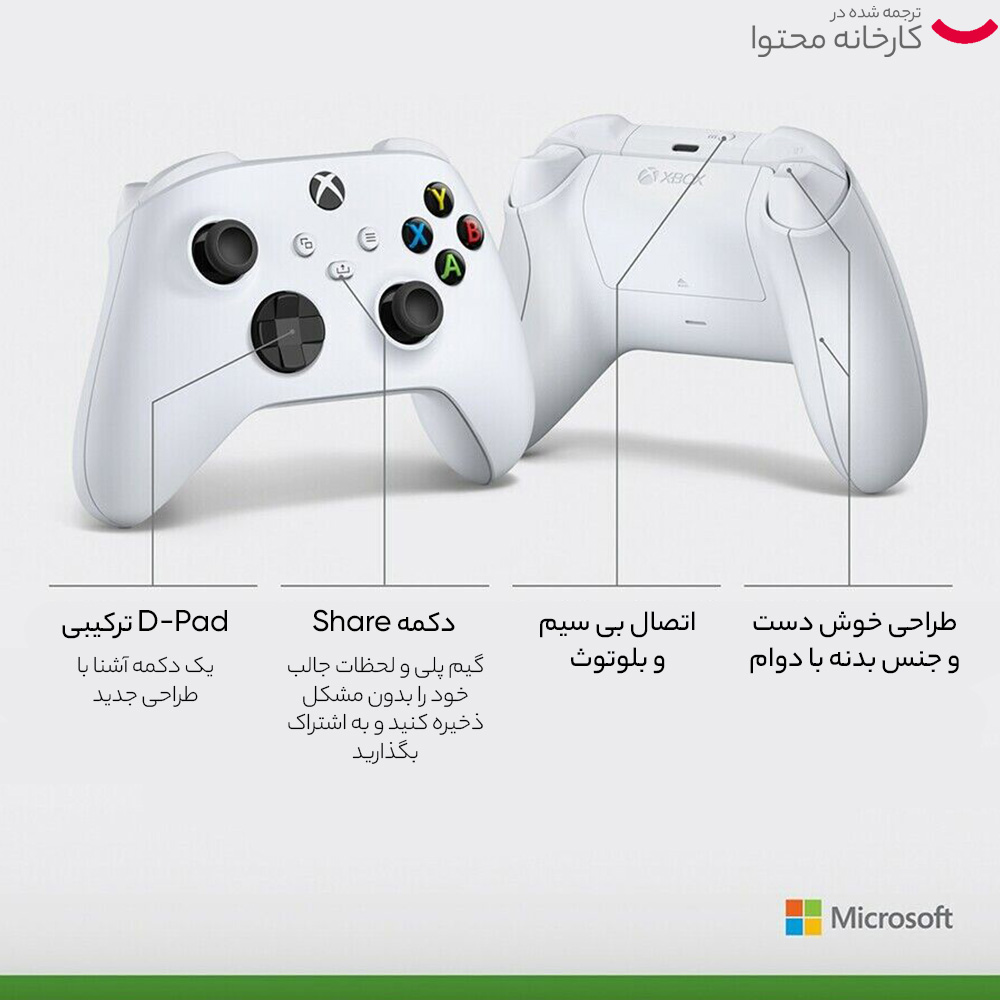 ترجمه شده در
کارخانه محتوا
XBOX
Y
X
B
A
طراحی خوش دست
و جنس بدنه با دوام
اتصال بی سیم
و بلوتوث
دکمه Share
گیم پلی و لحظات جالب
خود را بدون مشکل
ذخیره کنید و به اشتراک
بگذارید
D-Pad ترکیبی
یک دکمه آشنا با
طراحی جدید
Microsoft